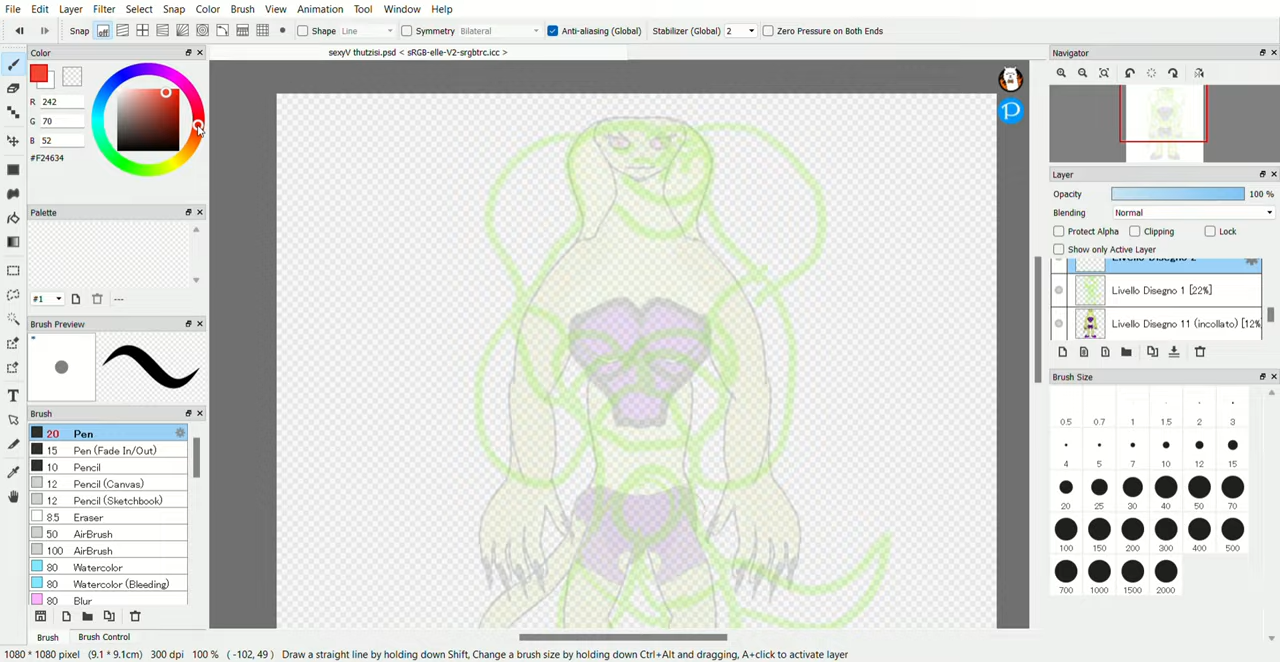 File Edit Layer Filter Select Snap Color Brush View Animation Tool Window Help
Snap off Shape Line Symmetry Bilateral Anti-aliasing (Global) Stabilizer (Global) 2 Zero Pressure on Both Ends
Color
sexyV thutzisi.psd < sRGB-elle-V2-srgbtrc.icc >
Navigator
R 242
G 70
B 52
#F24634
Palette
#1
---
Brush Preview
Brush
20 Pen
15 Pen (Fade In/Out)
10 Pencil
12 Pencil (Canvas)
12 Pencil (Sketchbook)
8.5 Eraser
50 AirBrush
100 AirBrush
80 Watercolor
80 Watercolor (Bleeding)
80 Blur
Brush Brush Control
P
Layer
Opacity 100 %
Blending Normal
Protect Alpha Clipping Lock
Show only Active Layer
Livello Disegno 2
Livello Disegno 1 [22%]
Livello Disegno 11 (incollato) [12%
Brush Size
0.5 0.7 1 1.5 2 3
4 5 7 10 12 15
20 25 30 40 50 70
100 150 200 300 400 500
700 1000 1500 2000
1080 * 1080 pixel (9.1 * 9.1cm) 300 dpi 100 % ( -102, 49 ) Draw a straight line by holding down Shift, Change a brush size by holding down Ctrl+Alt and dragging, A+click to activate layer